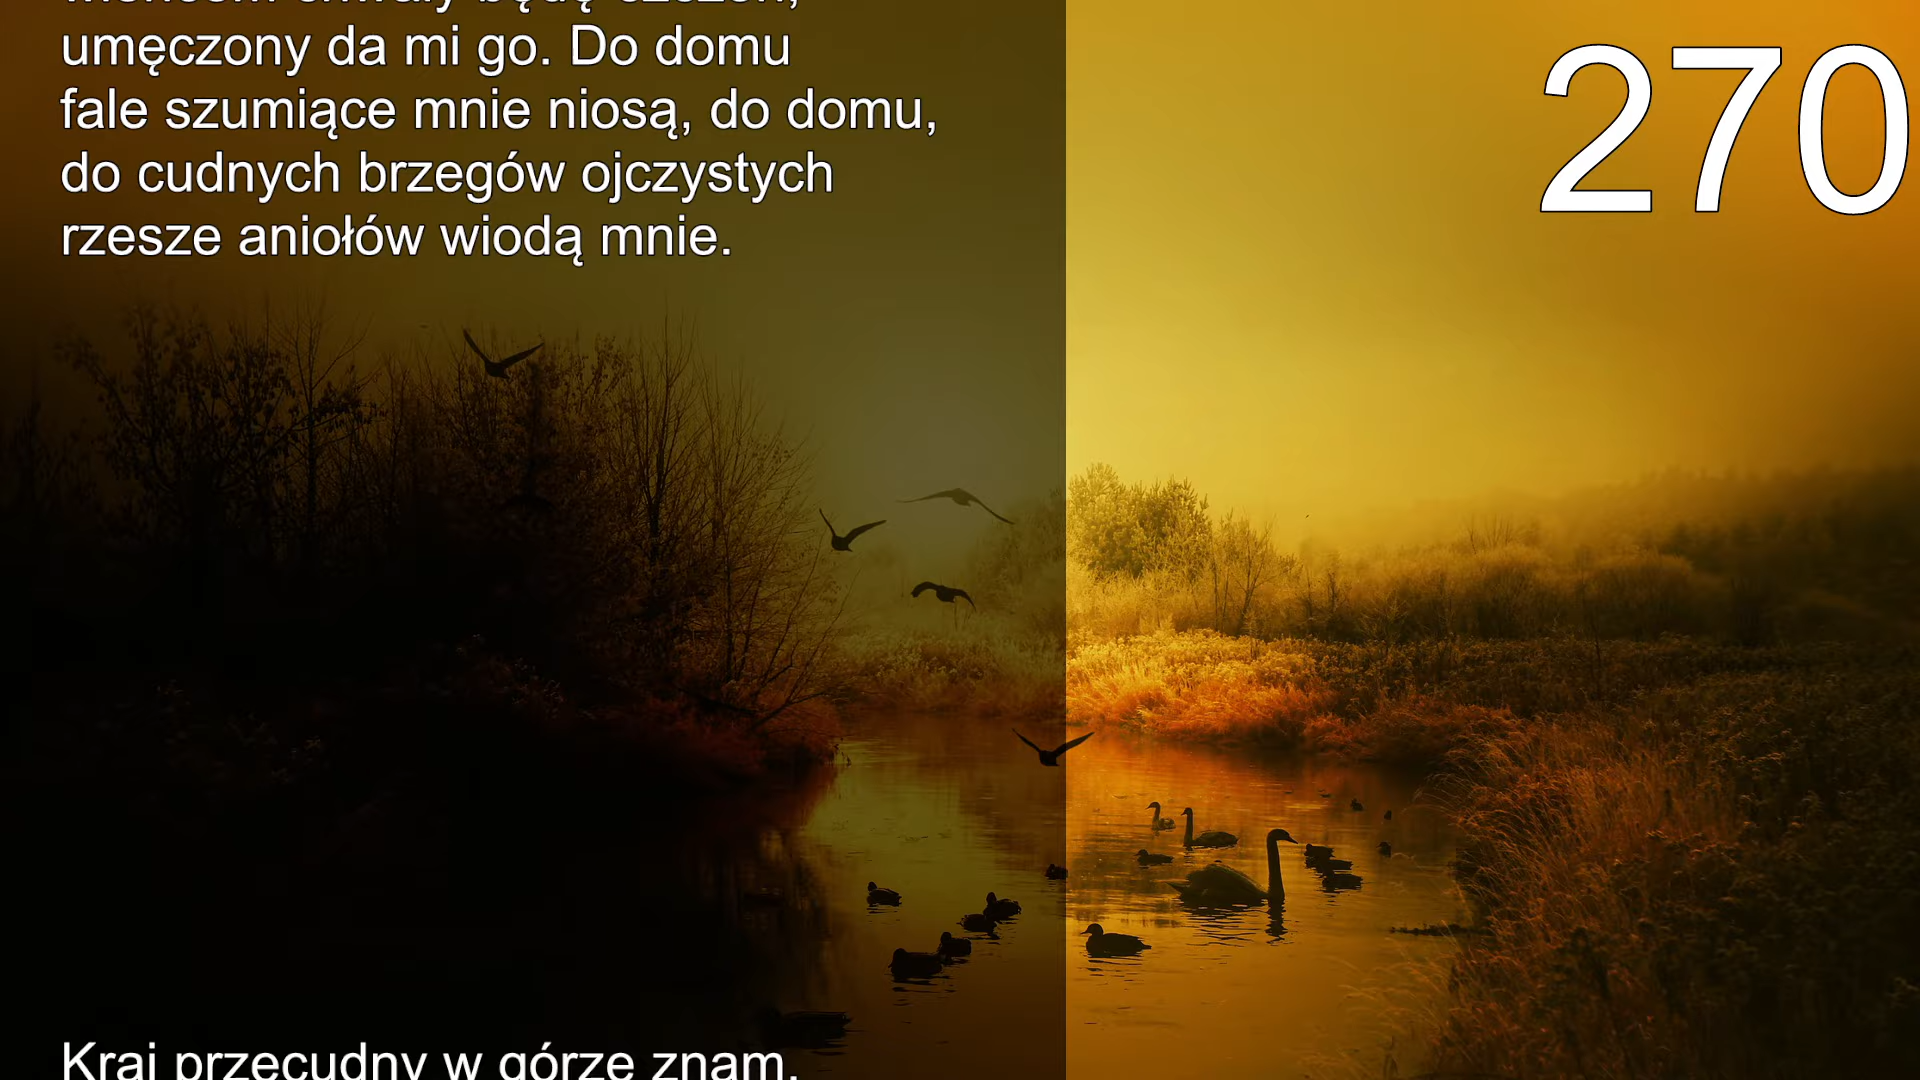 umęczony da mi go. Do domu
fale szumiące mnie niosą, do domu,
do cudnych brzegów ojczystych
rzesze aniołów wiodą mnie.
270
Kraj przecudny w górze znam,